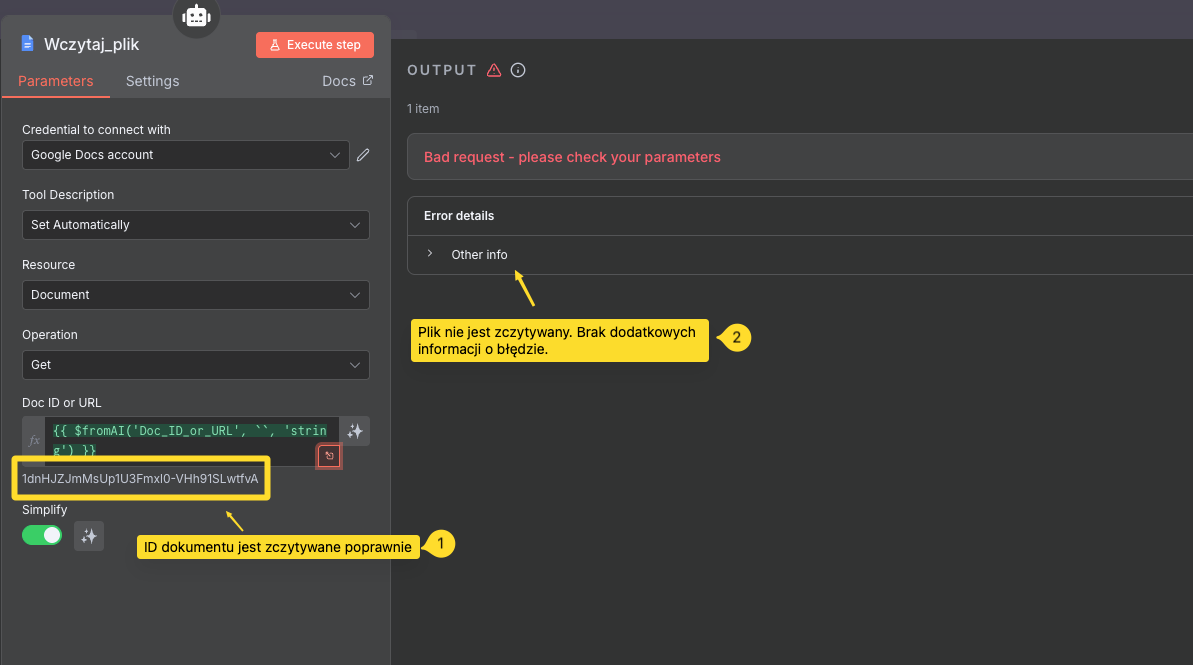 Wczytaj_plik
Execute step
Parameters
Settings
Docs
Credential to connect with
Google Docs account
Tool Description
Set Automatically
Resource
Document
Operation
Get
Doc ID or URL
fx
{{ $fromAI('Doc_ID_or_URL', ``, 'strin
g') }}
1dnHJZJmMsUp1U3Fmxl0-VHh91SLwtfvA
Simplify
ID dokumentu jest zczytywane poprawnie
1
OUTPUT
1 item
Bad request - please check your parameters
Error details
Other info
Plik nie jest zczytywany. Brak dodatkowych
informacji o błędzie.
2